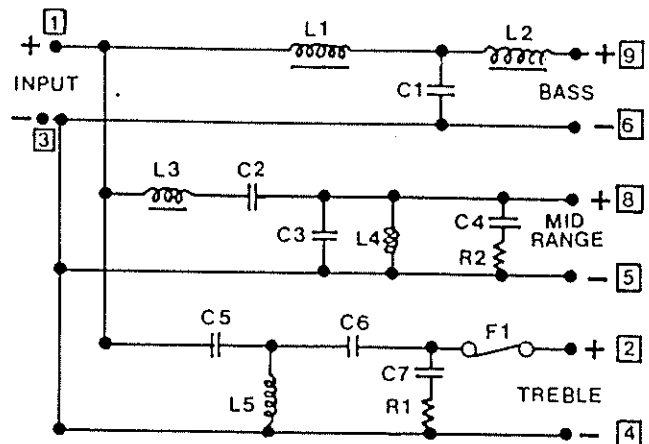 1
L1
L2
+
+ 9
INPUT
C1
BASS
- 3
- 6
L3
C2
+ 8
C3
L4
C4
MID
RANGE
R2
- 5
C5
C6
F1
+ 2
C7
L5
R1
TREBLE
- 4